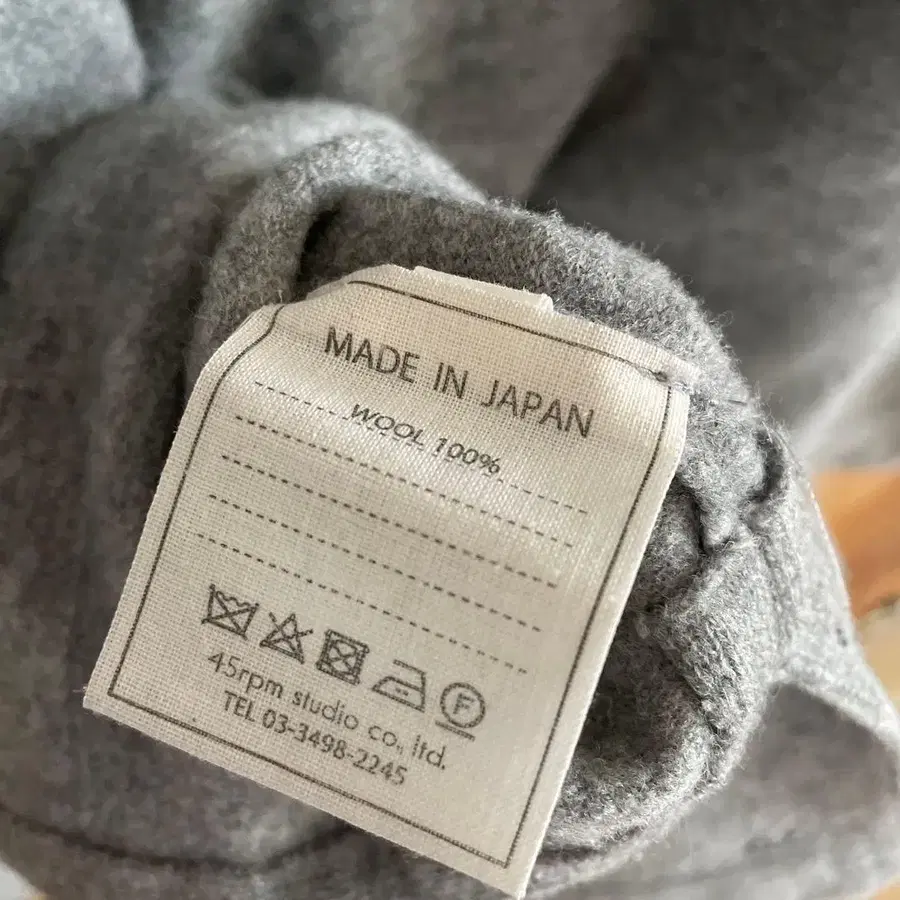 MADE IN JAPAN
WOOL 100%
F
45rpm studio co., ltd.
TEL 03-3498-2245